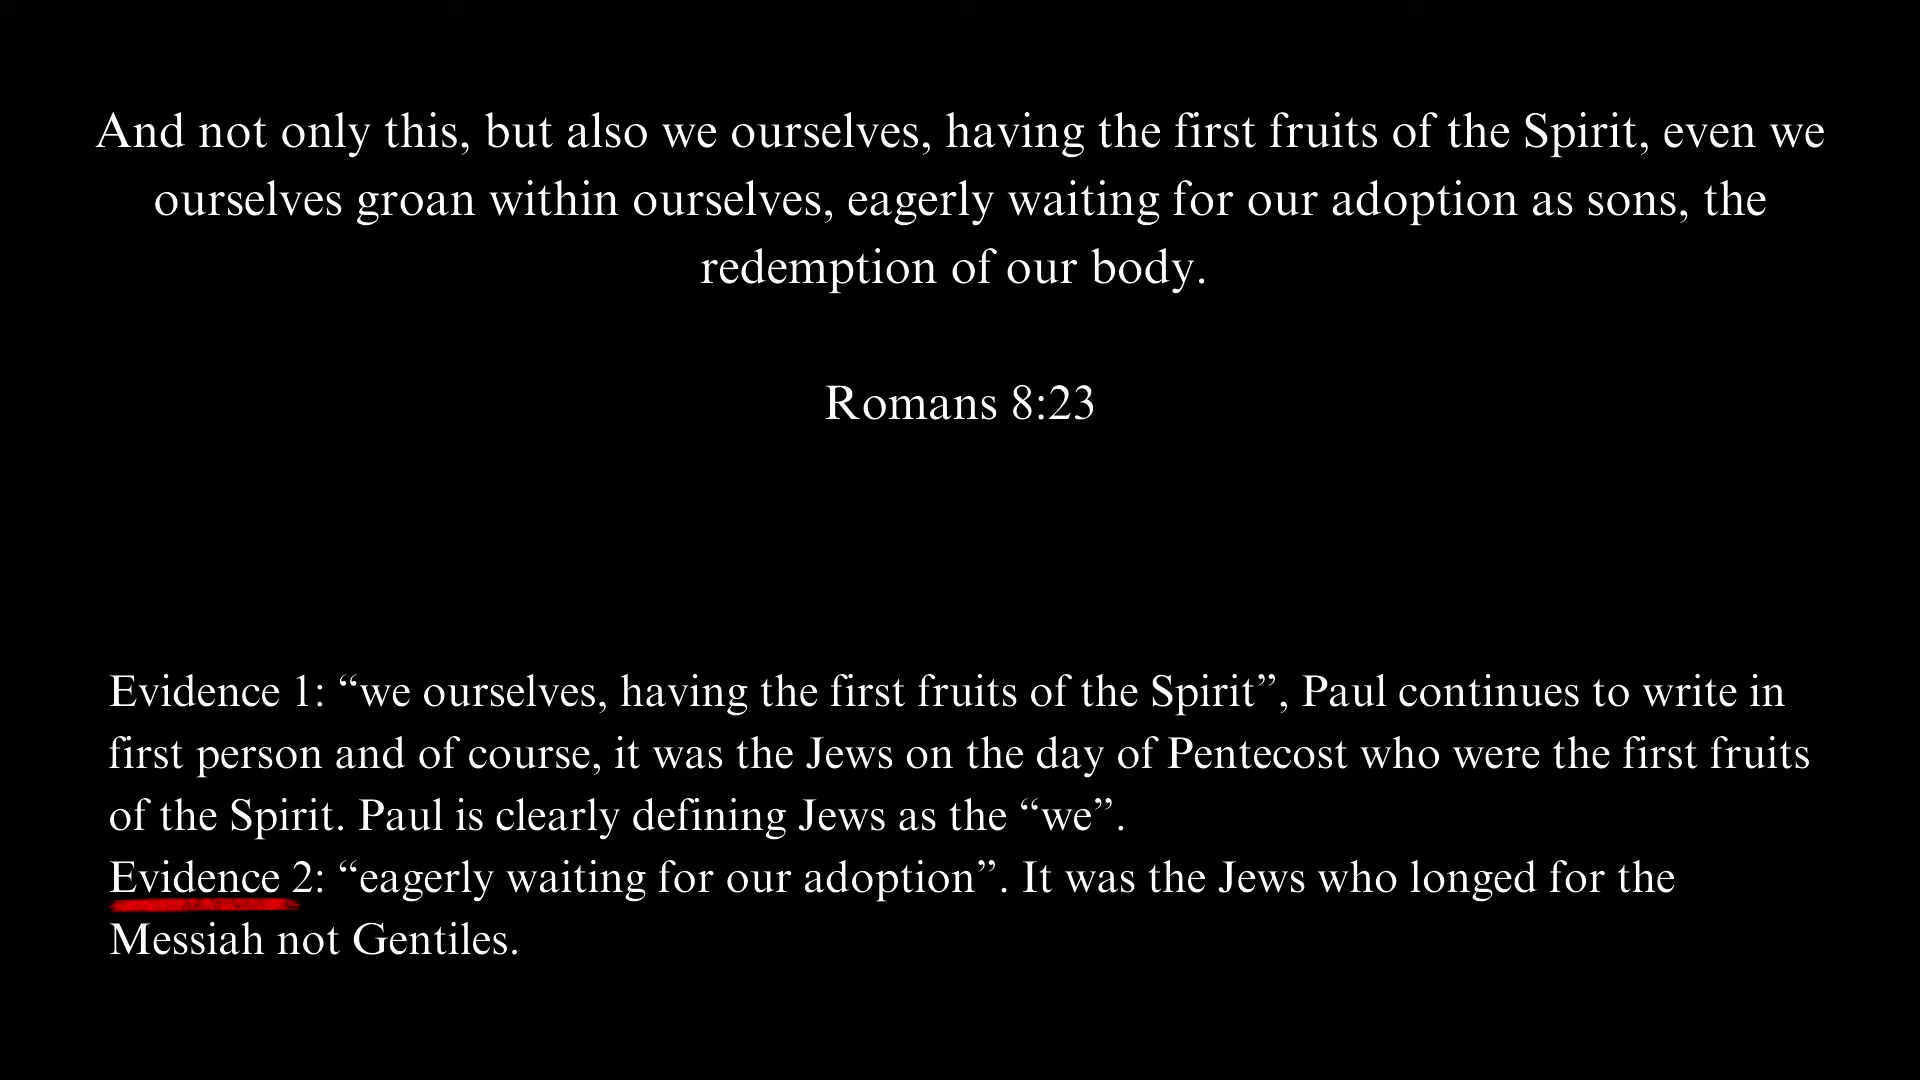 And not only this, but also we ourselves, having the first fruits of the Spirit, even we
ourselves groan within ourselves, eagerly waiting for our adoption as sons, the
redemption of our body.
Romans 8:23
Evidence 1: “we ourselves, having the first fruits of the Spirit”, Paul continues to write in
first person and of course, it was the Jews on the day of Pentecost who were the first fruits
of the Spirit. Paul is clearly defining Jews as the “we”.
Evidence 2: “eagerly waiting for our adoption”. It was the Jews who longed for the
Messiah not Gentiles.